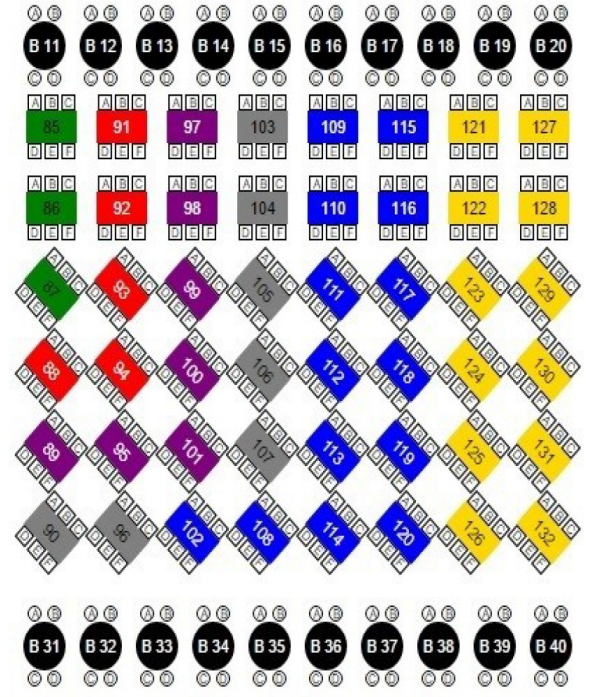 A B A B A B A B A B A B A B A B A B A B
B 11 B 12 B 13 B 14 B 15 B 16 B 17 B 18 B 19 B 20
C D C D C D C D C D C D C D C D C D C D
A B C A B C A B C A B C A B C A B C A B C A B C
85 91 97 103 109 115 121 127
D E F D E F D E F D E F D E F D E F D E F D E F
A B C A B C A B C A B C A B C A B C A B C A B C
86 92 98 104 110 116 122 128
D E F D E F D E F D E F D E F D E F D E F D E F
A B C A B C A B C A B C A B C A B C A B C A B C
87 93 99 105 111 117 123 129
D E F D E F D E F D E F D E F D E F D E F D E F
A B C A B C A B C A B C A B C A B C A B C A B C
88 94 100 106 112 118 124 130
D E F D E F D E F D E F D E F D E F D E F D E F
A B C A B C A B C A B C A B C A B C A B C A B C
89 95 101 107 113 119 125 131
D E F D E F D E F D E F D E F D E F D E F D E F
A B C A B C A B C A B C A B C A B C A B C A B C
90 96 102 108 114 120 126 132
D E F D E F D E F D E F D E F D E F D E F D E F
A B A B A B A B A B A B A B A B A B A B
B 31 B 32 B 33 B 34 B 35 B 36 B 37 B 38 B 39 B 40
C D C D C D C D C D C D C D C D C D C D